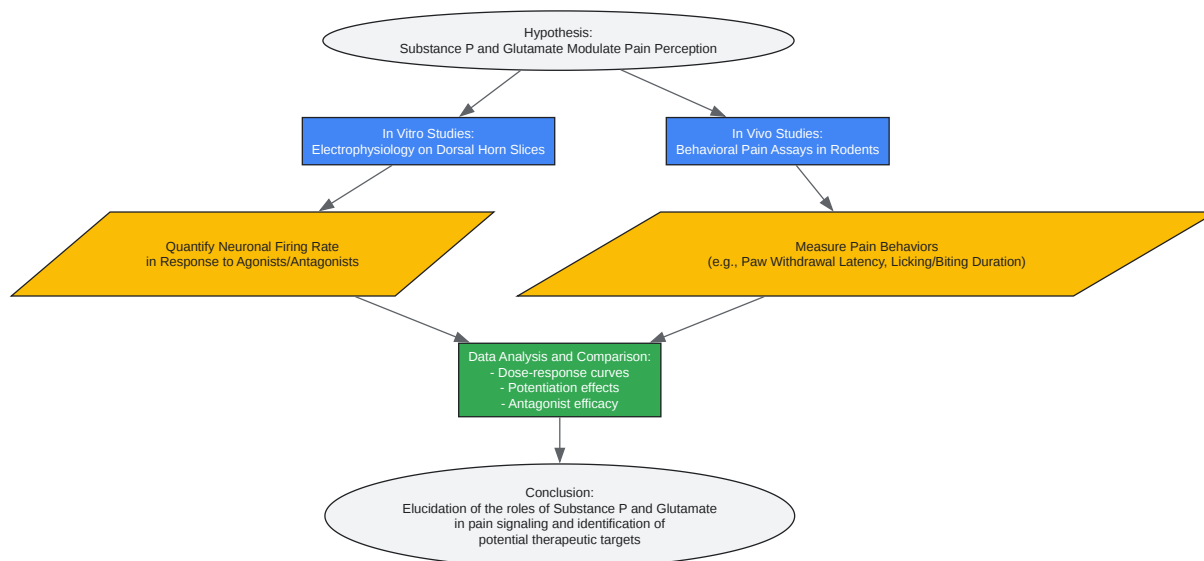 Hypothesis:
Substance P and Glutamate Modulate Pain Perception
In Vitro Studies:
Electrophysiology on Dorsal Horn Slices
In Vivo Studies:
Behavioral Pain Assays in Rodents
Quantify Neuronal Firing Rate
in Response to Agonists/Antagonists
Measure Pain Behaviors
(e.g., Paw Withdrawal Latency, Licking/Biting Duration)
Data Analysis and Comparison:
- Dose-response curves
- Potentiation effects
- Antagonist efficacy
Conclusion:
Elucidation of the roles of Substance P and Glutamate
in pain signaling and identification of
potential therapeutic targets